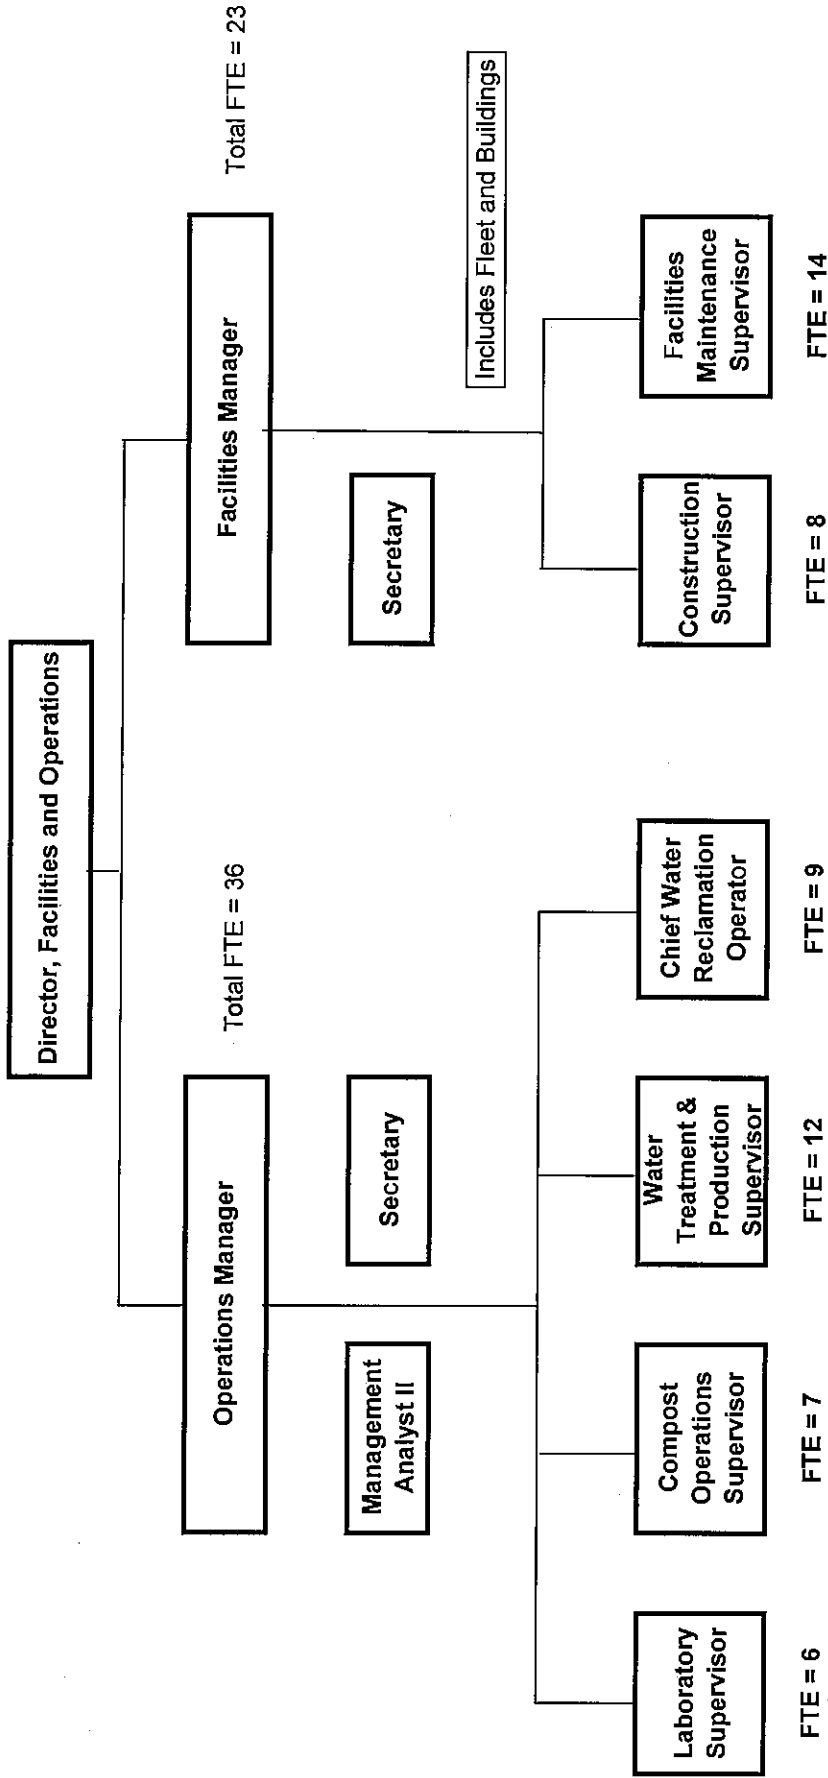 Director, Facilities and Operations
Operations Manager
Total FTE = 36
Facilities Manager
Total FTE = 23
Management
Analyst II
Secretary
Secretary
Includes Fleet and Buildings
Laboratory
Supervisor
Compost
Operations
Supervisor
Water
Treatment &
Production
Supervisor
Chief Water
Reclamation
Operator
Construction
Supervisor
Facilities
Maintenance
Supervisor
FTE = 6
FTE = 7
FTE = 12
FTE = 9
FTE = 8
FTE = 14